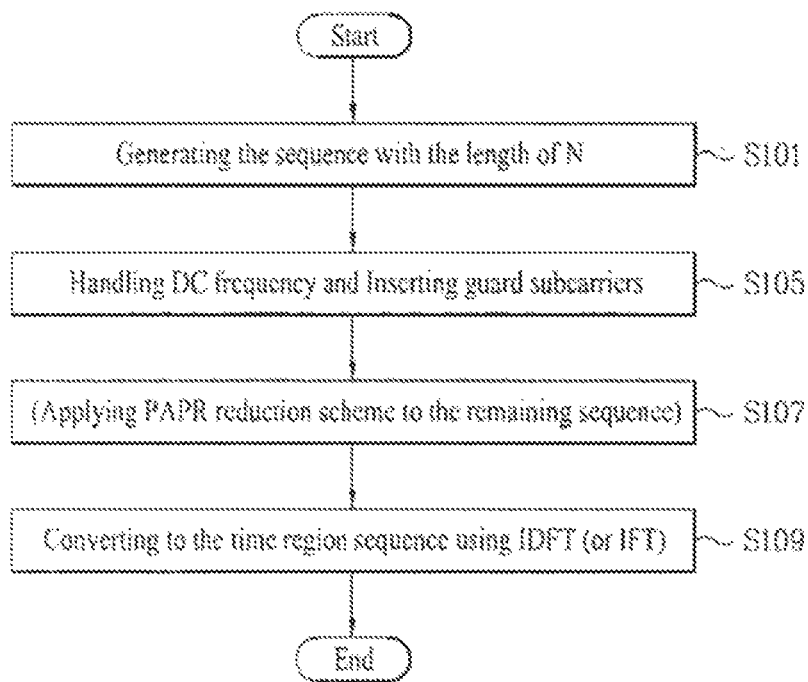 Start
Generating the sequence with the length of N
S101
Handling DC frequency and Inserting guard subcarriers
S105
(Applying PAPR reduction scheme to the remaining sequence)
S107
Converting to the time region sequence using IDFT (or IFT)
S109
End